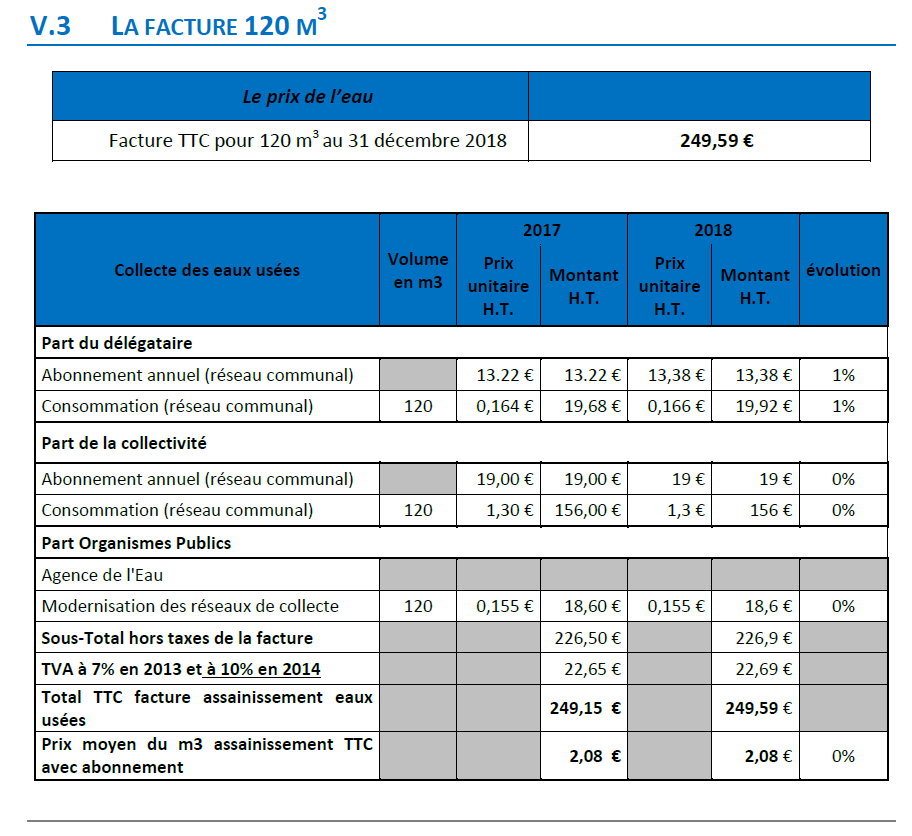 V.3 LA FACTURE 120 M3
Le prix de l'eau
Facture TTC pour 120 m3 au 31 décembre 2018 249,59 €
Collecte des eaux usées Volume en m3 2017 2018 évolution
Prix unitaire H.T. Montant H.T. Prix unitaire H.T. Montant H.T.
Part du délégataire
Abonnement annuel (réseau communal) 13.22 € 13.22 € 13,38 € 13,38 € 1%
Consommation (réseau communal) 120 0,164 € 19,68 € 0,166 € 19,92 € 1%
Part de la collectivité
Abonnement annuel (réseau communal) 19,00 € 19,00 € 19 € 19 € 0%
Consommation (réseau communal) 120 1,30 € 156,00 € 1,3 € 156 € 0%
Part Organismes Publics
Agence de l'Eau
Modernisation des réseaux de collecte 120 0,155 € 18,60 € 0,155 € 18,6 € 0%
Sous-Total hors taxes de la facture 226,50 € 226,9 €
TVA à 7% en 2013 et à 10% en 2014 22,65 € 22,69 €
Total TTC facture assainissement eaux
usées 249,15 € 249,59 €
Prix moyen du m3 assainissement TTC
avec abonnement 2,08 € 2,08 € 0%